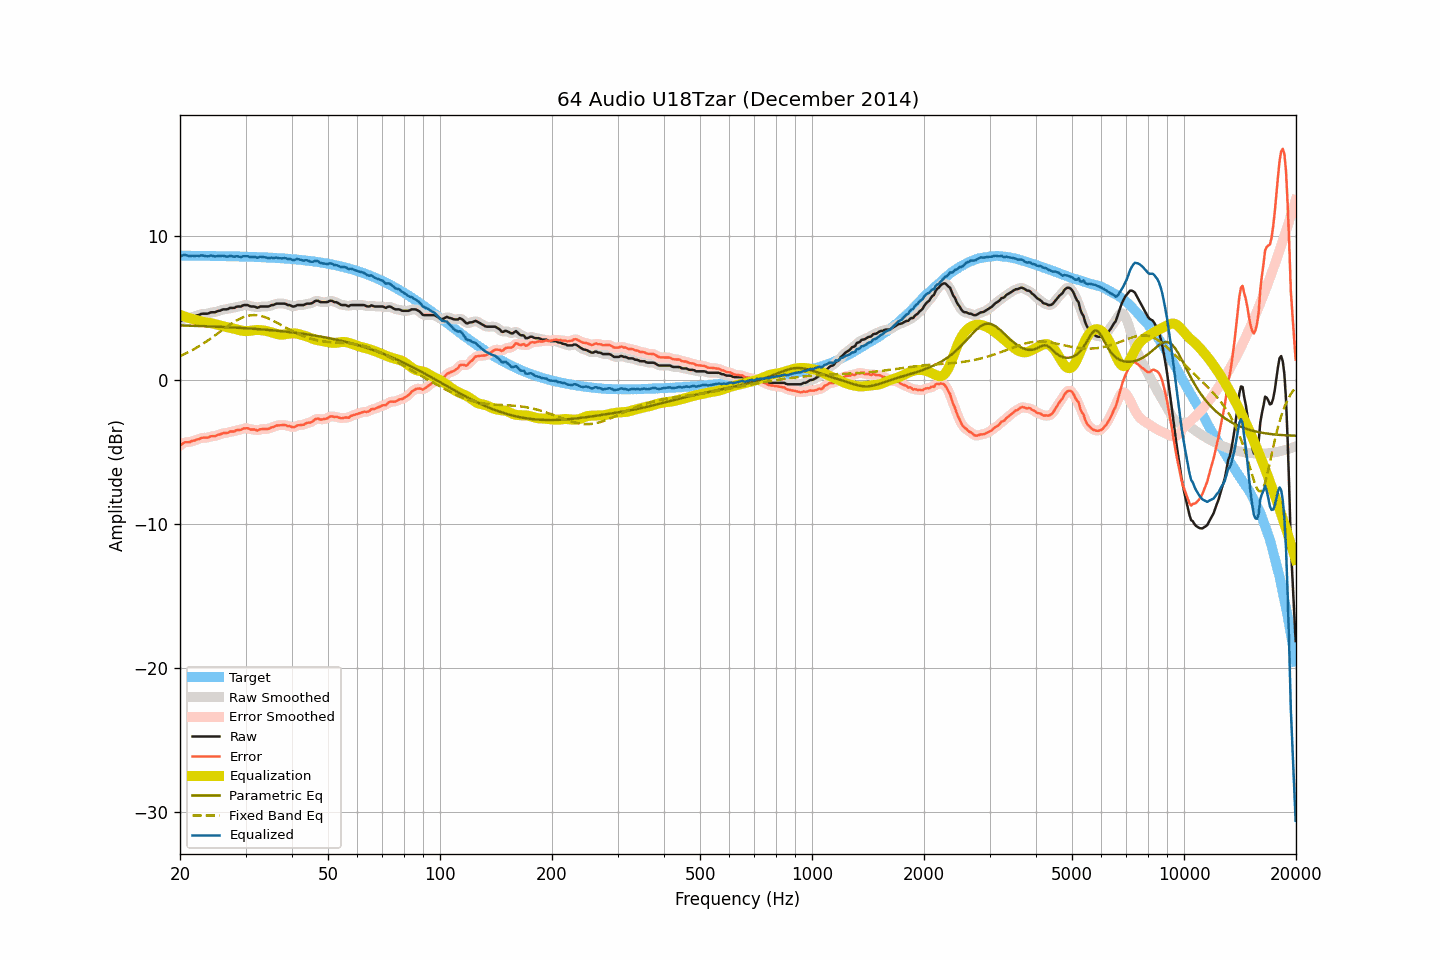 64 Audio U18Tzar (December 2014)
Amplitude (dBr)
10
0
−10
−20
−30
Target
Raw Smoothed
Error Smoothed
Raw
Error
Equalization
Parametric Eq
Fixed Band Eq
Equalized
20 50 100 200 500 1000 2000 5000 10000 20000
Frequency (Hz)